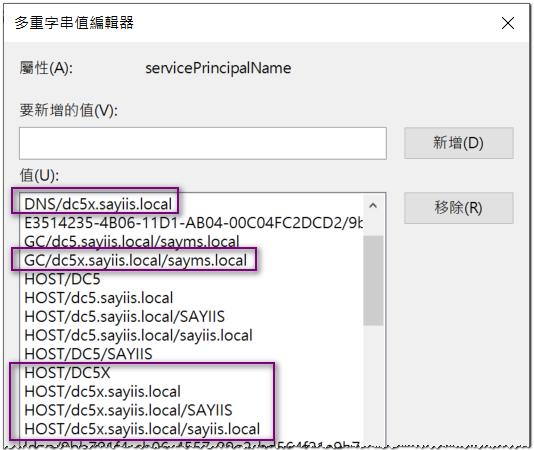 多重字串值編輯器
屬性(A): servicePrincipalName
要新增的值(V):
新增(D)
值(U):
移除(R)
DNS/dc5x.sayiis.local
E3514235-4B06-11D1-AB04-00C04FC2DCD2/9b
GC/dc5.sayiis.local/sayms.local
GC/dc5x.sayiis.local/sayms.local
HOST/DC5
HOST/dc5.sayiis.local
HOST/dc5.sayiis.local/SAYIIS
HOST/dc5.sayiis.local/sayiis.local
HOST/DC5/SAYIIS
HOST/DC5X
HOST/dc5x.sayiis.local
HOST/dc5x.sayiis.local/SAYIIS
HOST/dc5x.sayiis.local/sayiis.local